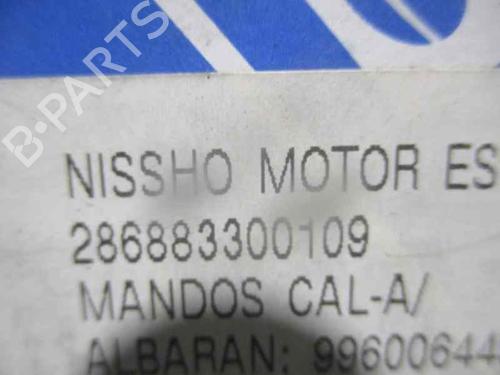 B-PARTS
NISSHO MOTOR ES
286883300109
MANDOS CAL-A/
ALBARAN: 99600644